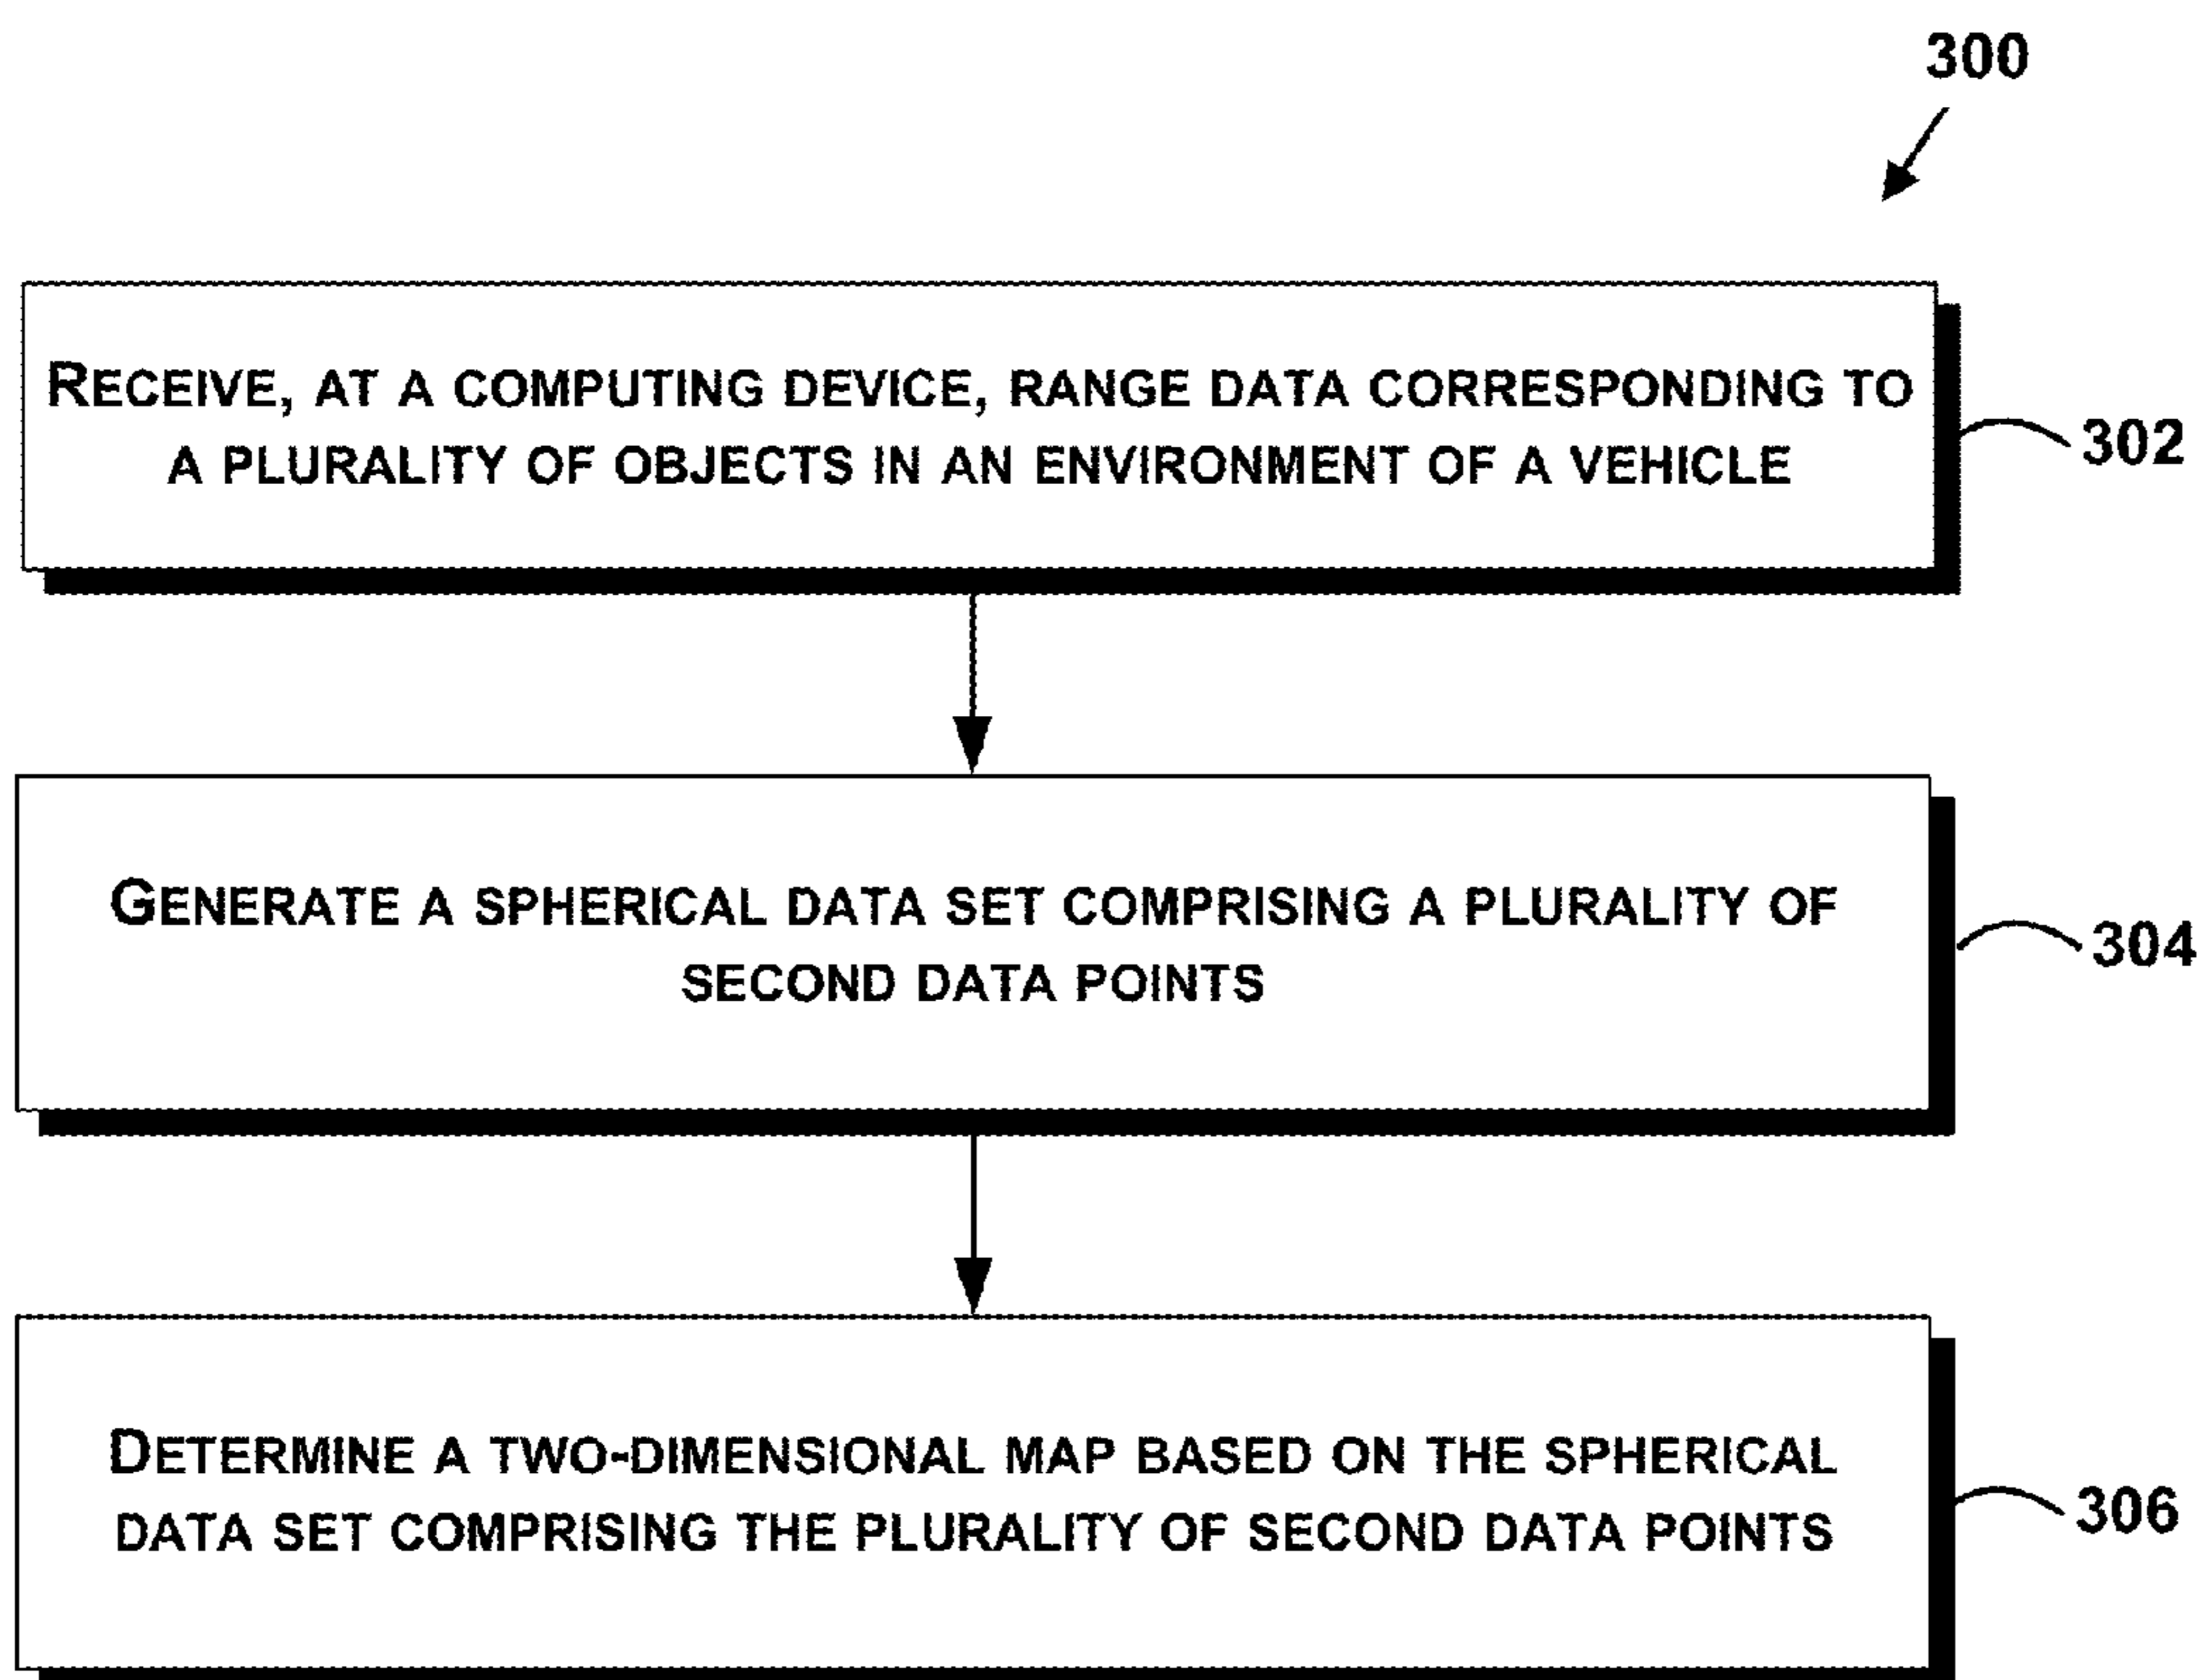 300
RECEIVE, AT A COMPUTING DEVICE, RANGE DATA CORRESPONDING TO
A PLURALITY OF OBJECTS IN AN ENVIRONMENT OF A VEHICLE
302
GENERATE A SPHERICAL DATA SET COMPRISING A PLURALITY OF
SECOND DATA POINTS
304
DETERMINE A TWO-DIMENSIONAL MAP BASED ON THE SPHERICAL
DATA SET COMPRISING THE PLURALITY OF SECOND DATA POINTS
306